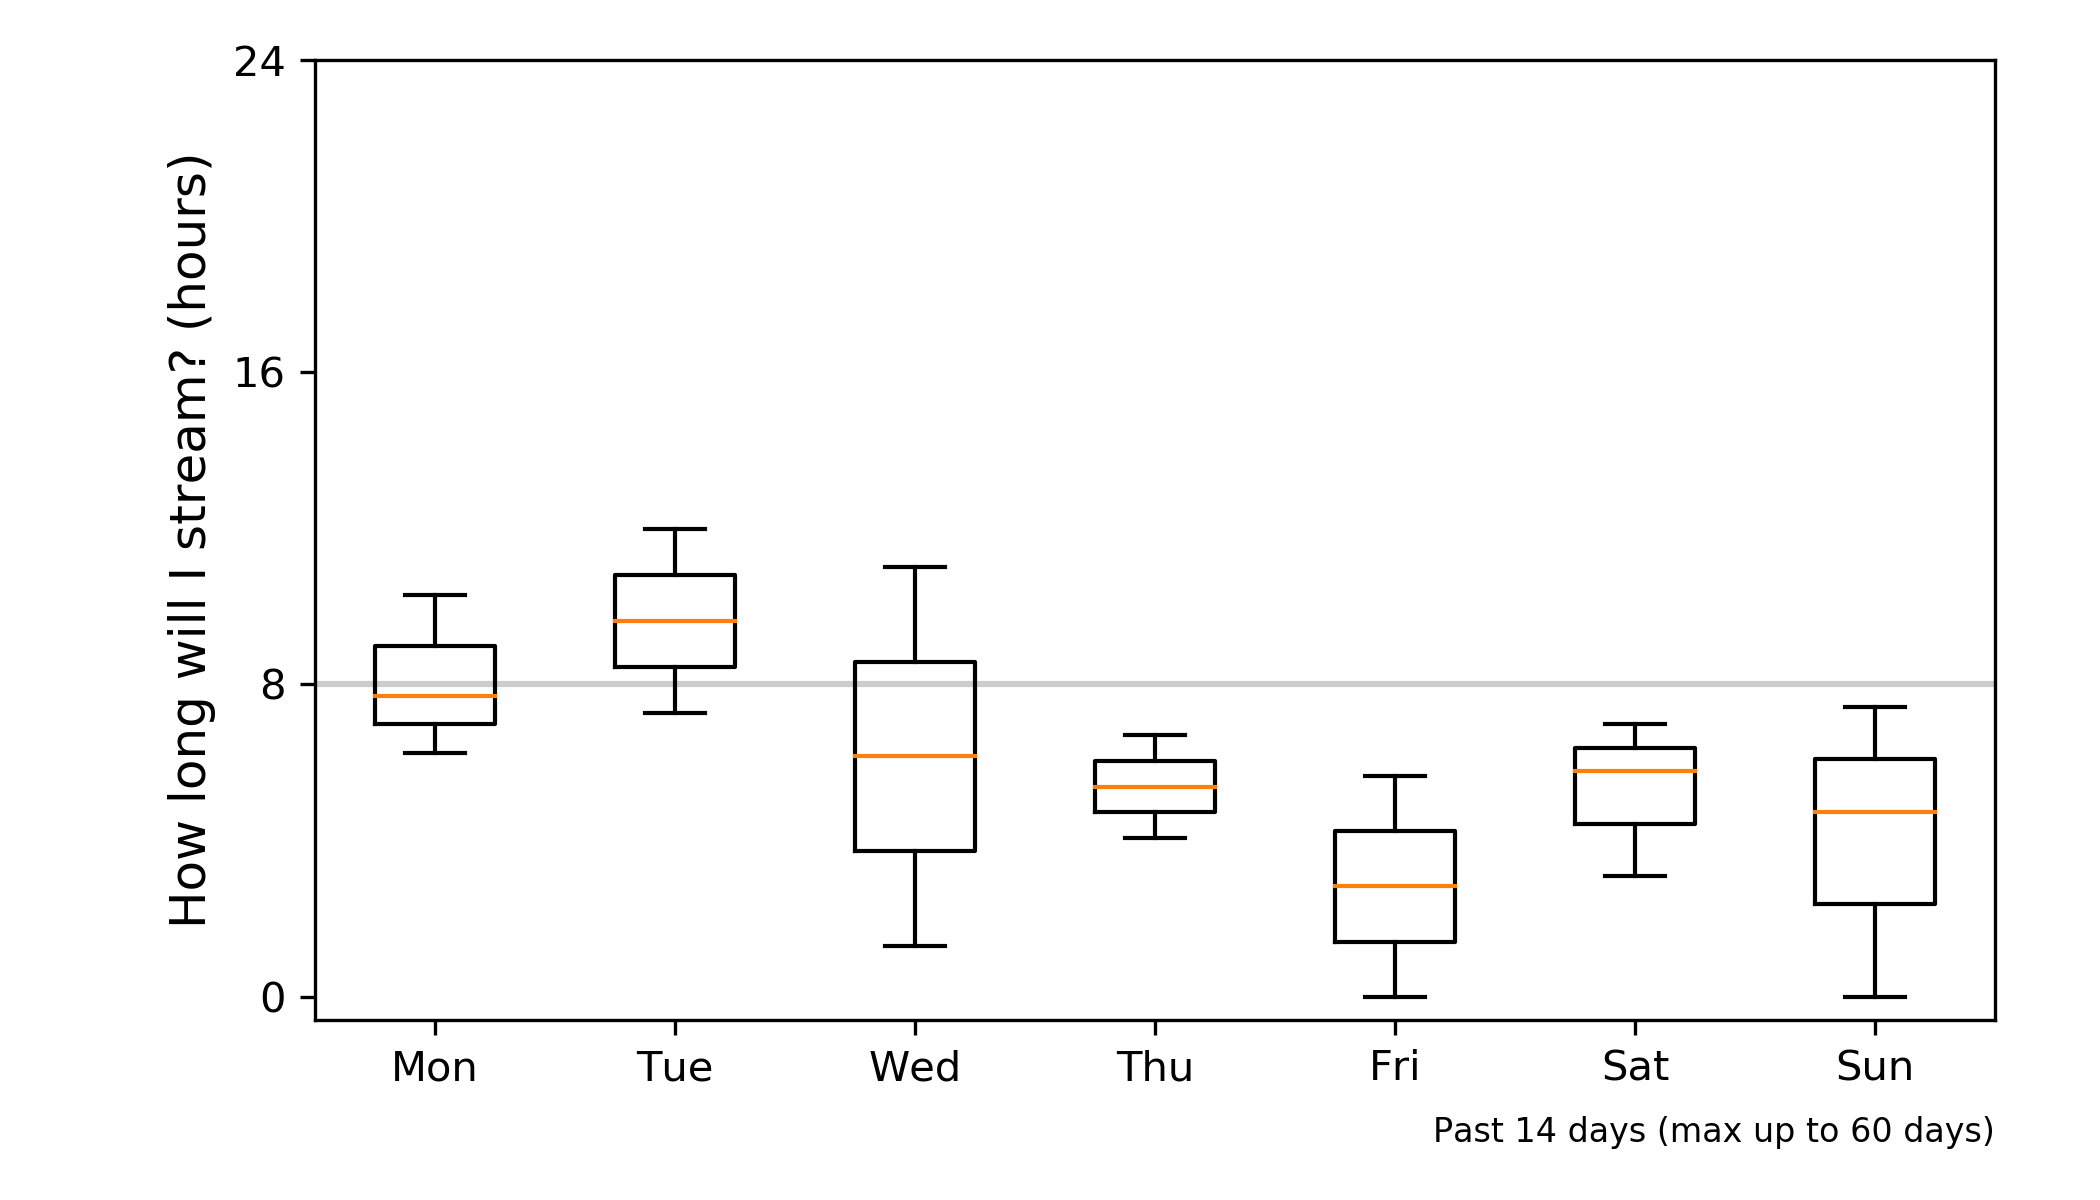 How long will I stream? (hours)
24
16
8
0
Mon Tue Wed Thu Fri Sat Sun
Past 14 days (max up to 60 days)